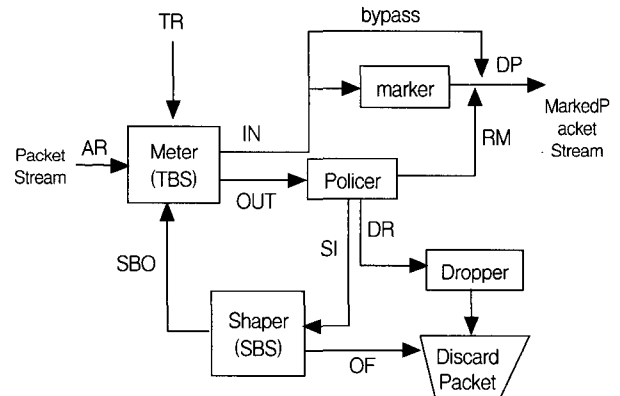 bypass
TR
DP
marker
MarkedP
acket
Stream
IN
RM
AR
Packet
Stream
Meter
(TBS)
OUT
Policer
SI
DR
SBO
Dropper
Shaper
(SBS)
OF
Discard
Packet